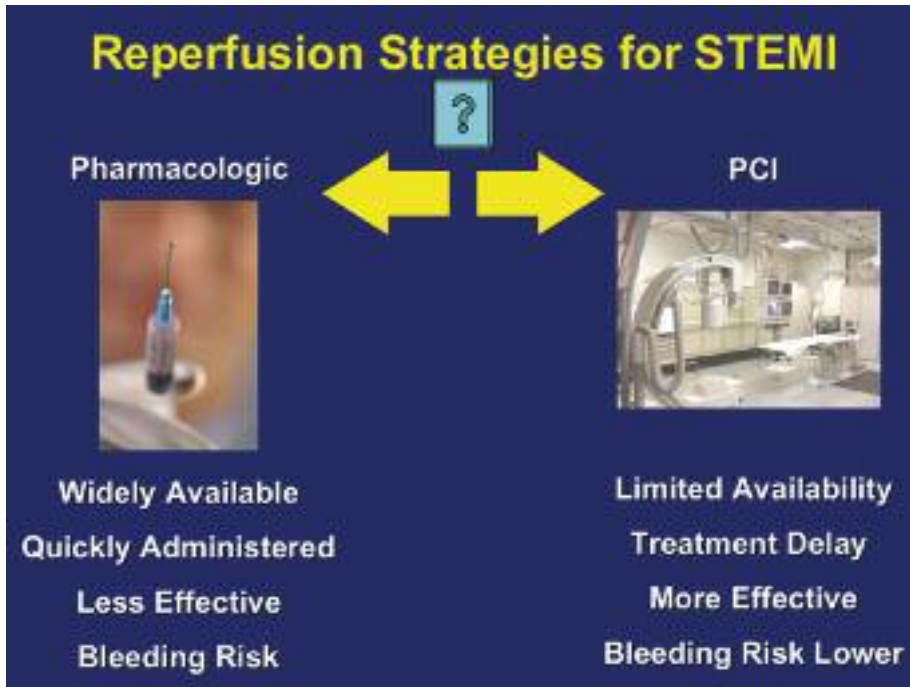 Reperfusion Strategies for STEMI
?
Pharmacologic
Widely Available
Quickly Administered
Less Effective
Bleeding Risk
PCI
Limited Availability
Treatment Delay
More Effective
Bleeding Risk Lower